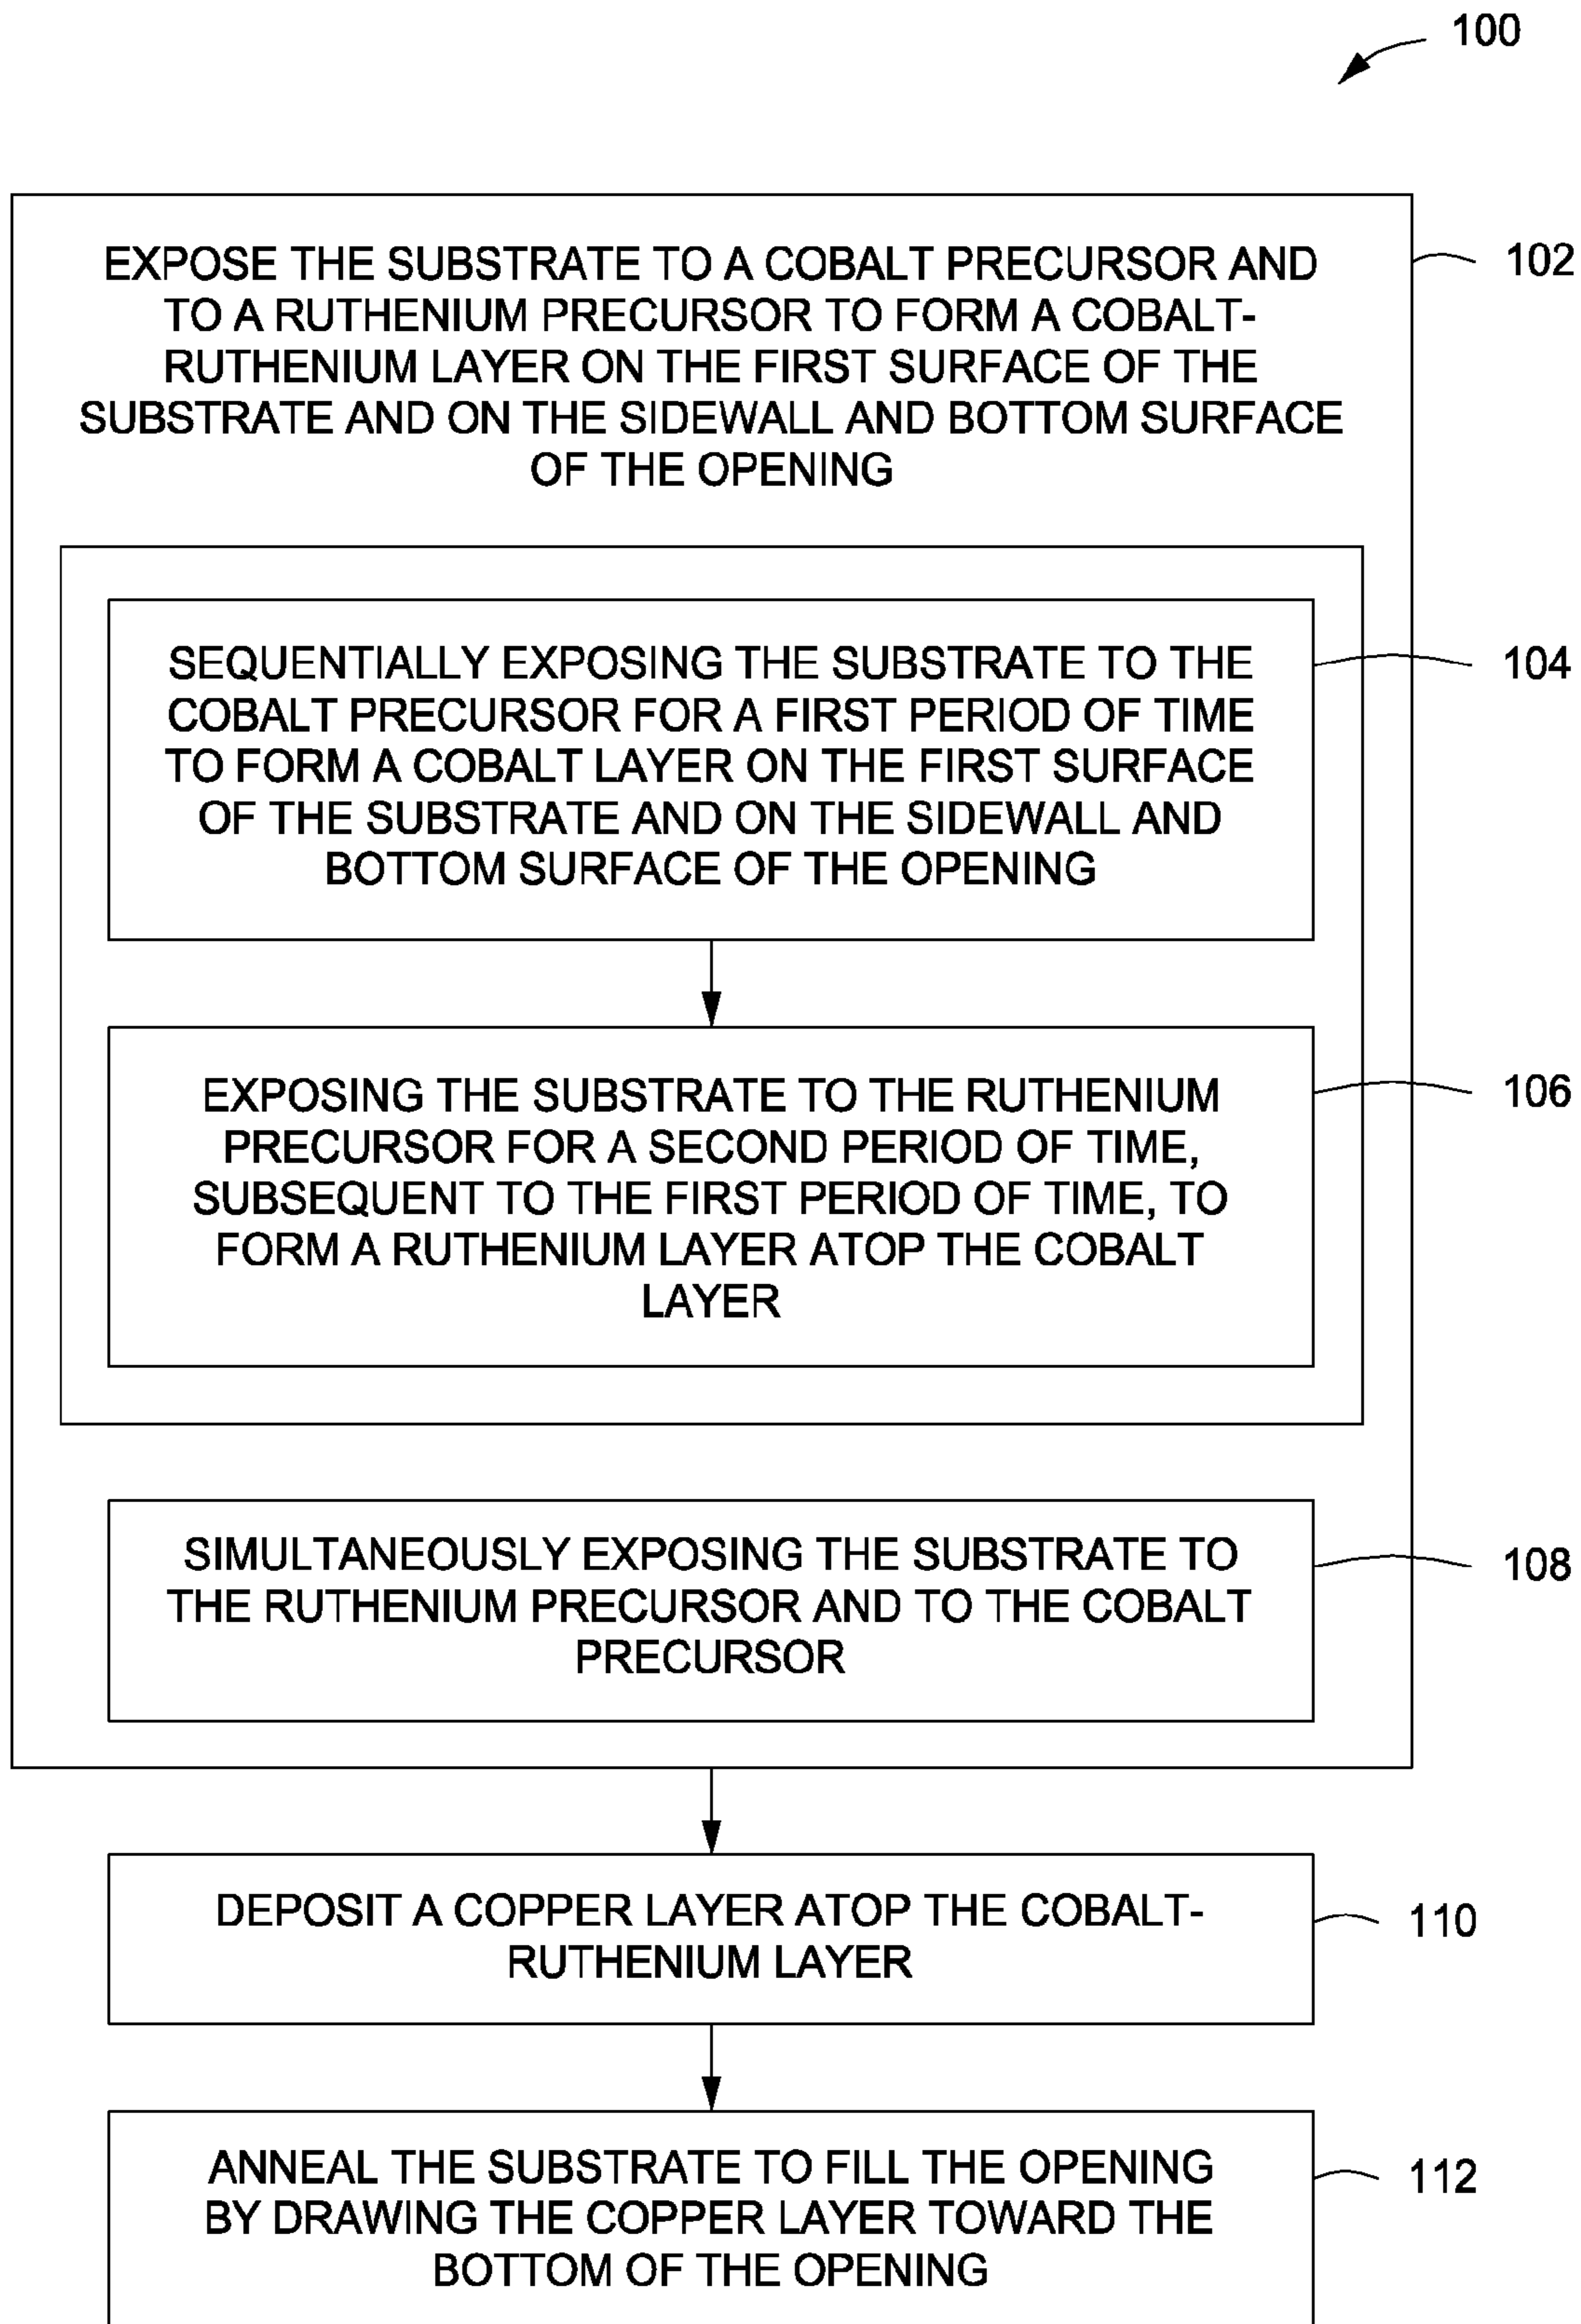 100
EXPOSE THE SUBSTRATE TO A COBALT PRECURSOR AND
TO A RUTHENIUM PRECURSOR TO FORM A COBALT-
RUTHENIUM LAYER ON THE FIRST SURFACE OF THE
SUBSTRATE AND ON THE SIDEWALL AND BOTTOM SURFACE
OF THE OPENING
102
SEQUENTIALLY EXPOSING THE SUBSTRATE TO THE
COBALT PRECURSOR FOR A FIRST PERIOD OF TIME
TO FORM A COBALT LAYER ON THE FIRST SURFACE
OF THE SUBSTRATE AND ON THE SIDEWALL AND
BOTTOM SURFACE OF THE OPENING
104
EXPOSING THE SUBSTRATE TO THE RUTHENIUM
PRECURSOR FOR A SECOND PERIOD OF TIME,
SUBSEQUENT TO THE FIRST PERIOD OF TIME, TO
FORM A RUTHENIUM LAYER ATOP THE COBALT
LAYER
106
SIMULTANEOUSLY EXPOSING THE SUBSTRATE TO
THE RUTHENIUM PRECURSOR AND TO THE COBALT
PRECURSOR
108
DEPOSIT A COPPER LAYER ATOP THE COBALT-
RUTHENIUM LAYER
110
ANNEAL THE SUBSTRATE TO FILL THE OPENING
BY DRAWING THE COPPER LAYER TOWARD THE
BOTTOM OF THE OPENING
112